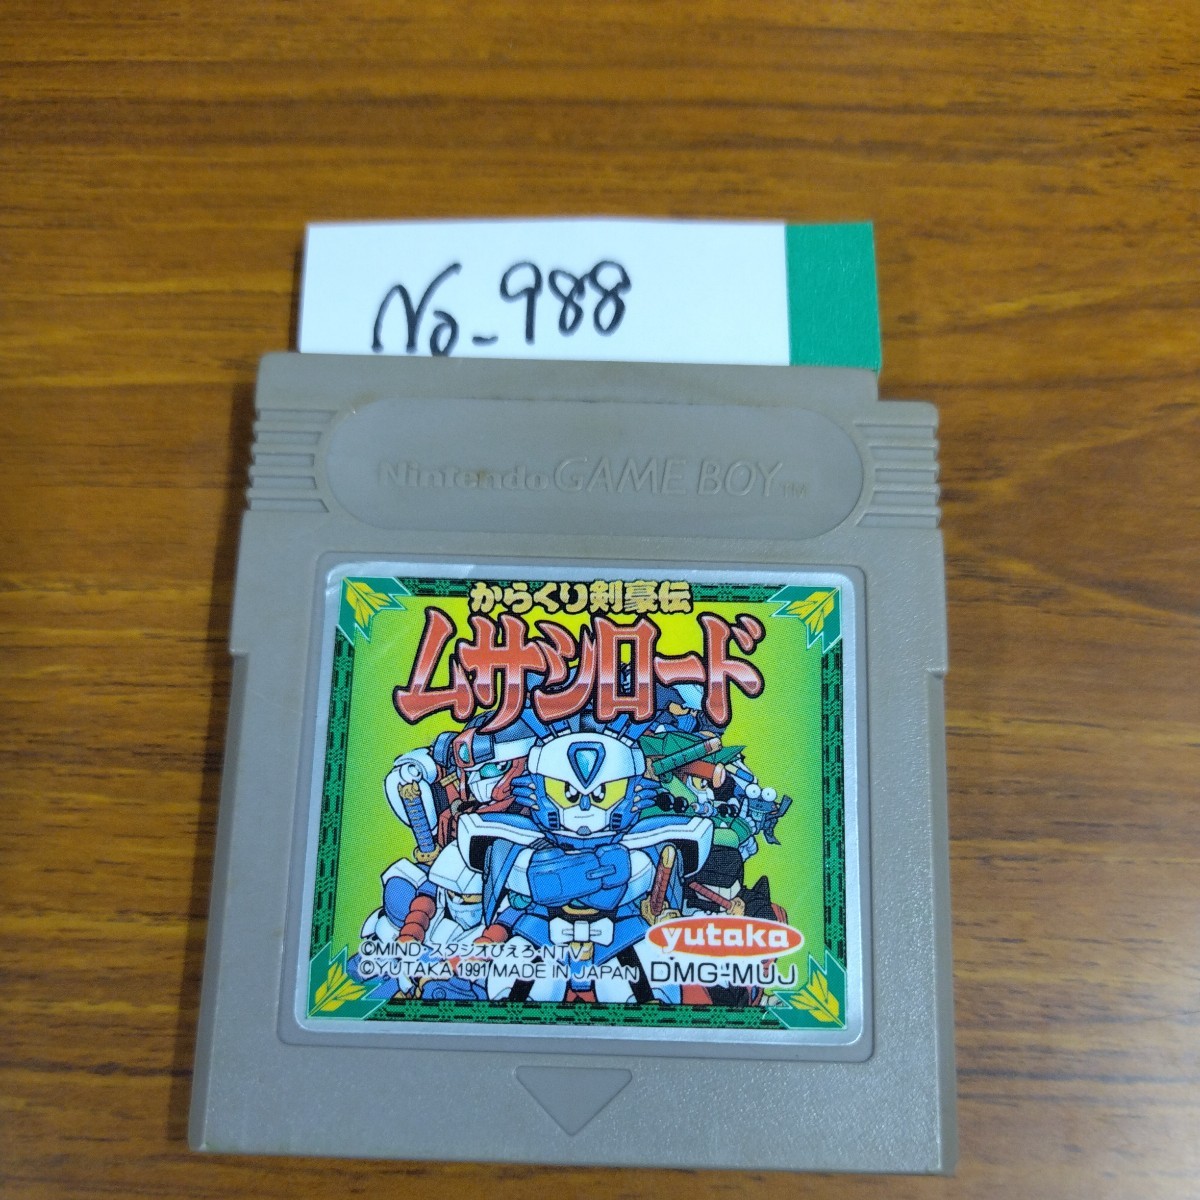 No-988
Nintendo GAME BOY™
からくり剣豪伝
ムサシロード
yutaka
©MIND・スタジオぴえろ・NTV
©YUTAKA 1991 MADE IN JAPAN DMG-MUJ